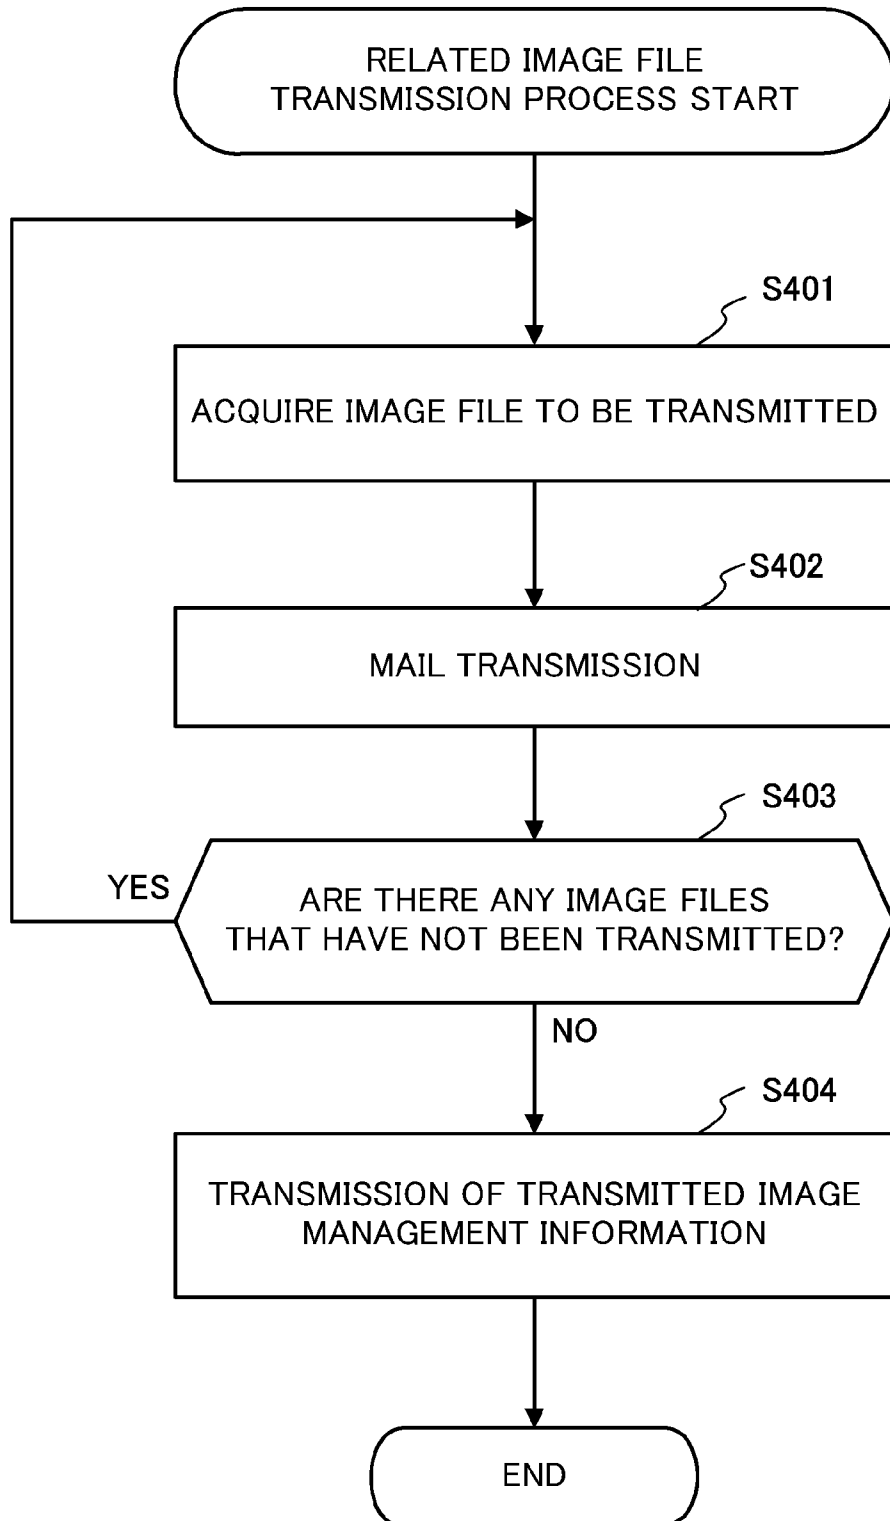 RELATED IMAGE FILE
TRANSMISSION PROCESS START
S401
ACQUIRE IMAGE FILE TO BE TRANSMITTED
S402
MAIL TRANSMISSION
S403
YES
ARE THERE ANY IMAGE FILES
THAT HAVE NOT BEEN TRANSMITTED?
NO
S404
TRANSMISSION OF TRANSMITTED IMAGE
MANAGEMENT INFORMATION
END